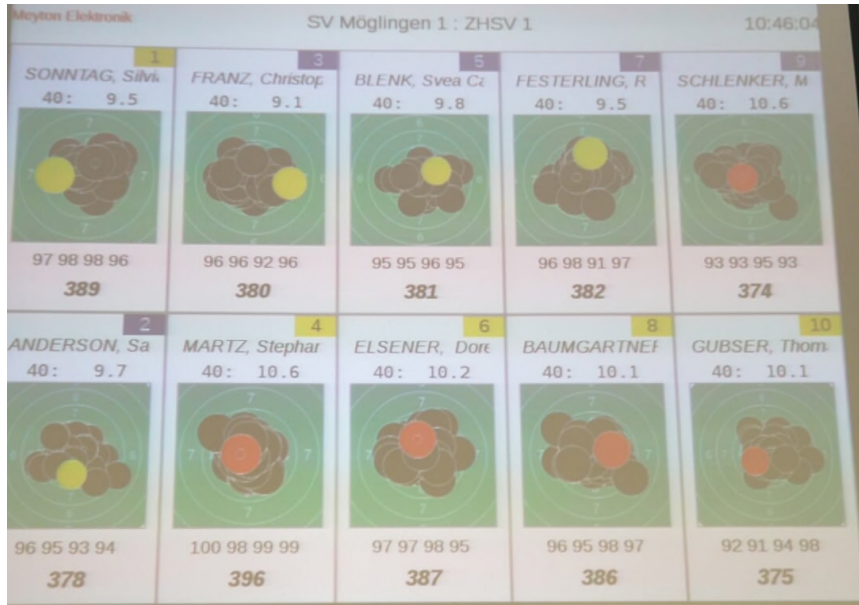 Meyton Elektronik
SV Möglingen 1 : ZHSV 1
10:46:04
1 3 5 7 9
SONNTAG, Silvi FRANZ, Christop BLENK, Svea Ca FESTERLING, R SCHLENKER, M
40: 9.5 40: 9.1 40: 9.8 40: 9.5 40: 10.6
97 98 98 96 96 96 92 96 95 95 96 95 96 98 91 97 93 93 95 93
389 380 381 382 374
2 4 6 8 10
ANDERSON, Sa MARTZ, Stephar ELSENER, Dore BAUMGARTNEF GUBSER, Thom
40: 9.7 40: 10.6 40: 10.2 40: 10.1 40: 10.1
96 95 93 94 100 98 99 99 97 97 98 95 96 95 98 97 92 91 94 98
378 396 387 386 375